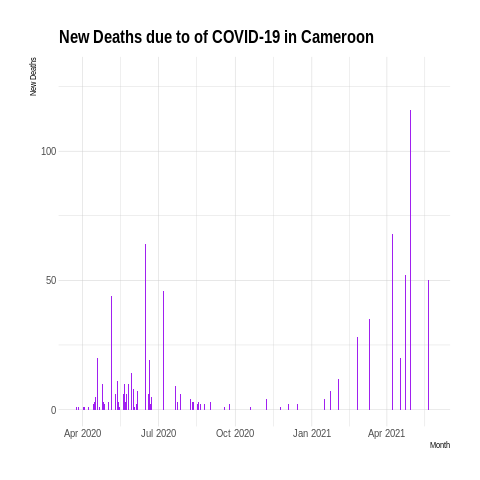 New Deaths due to of COVID-19 in Cameroon
New Deaths
100
50
0
Apr 2020 Jul 2020 Oct 2020 Jan 2021 Apr 2021
Month